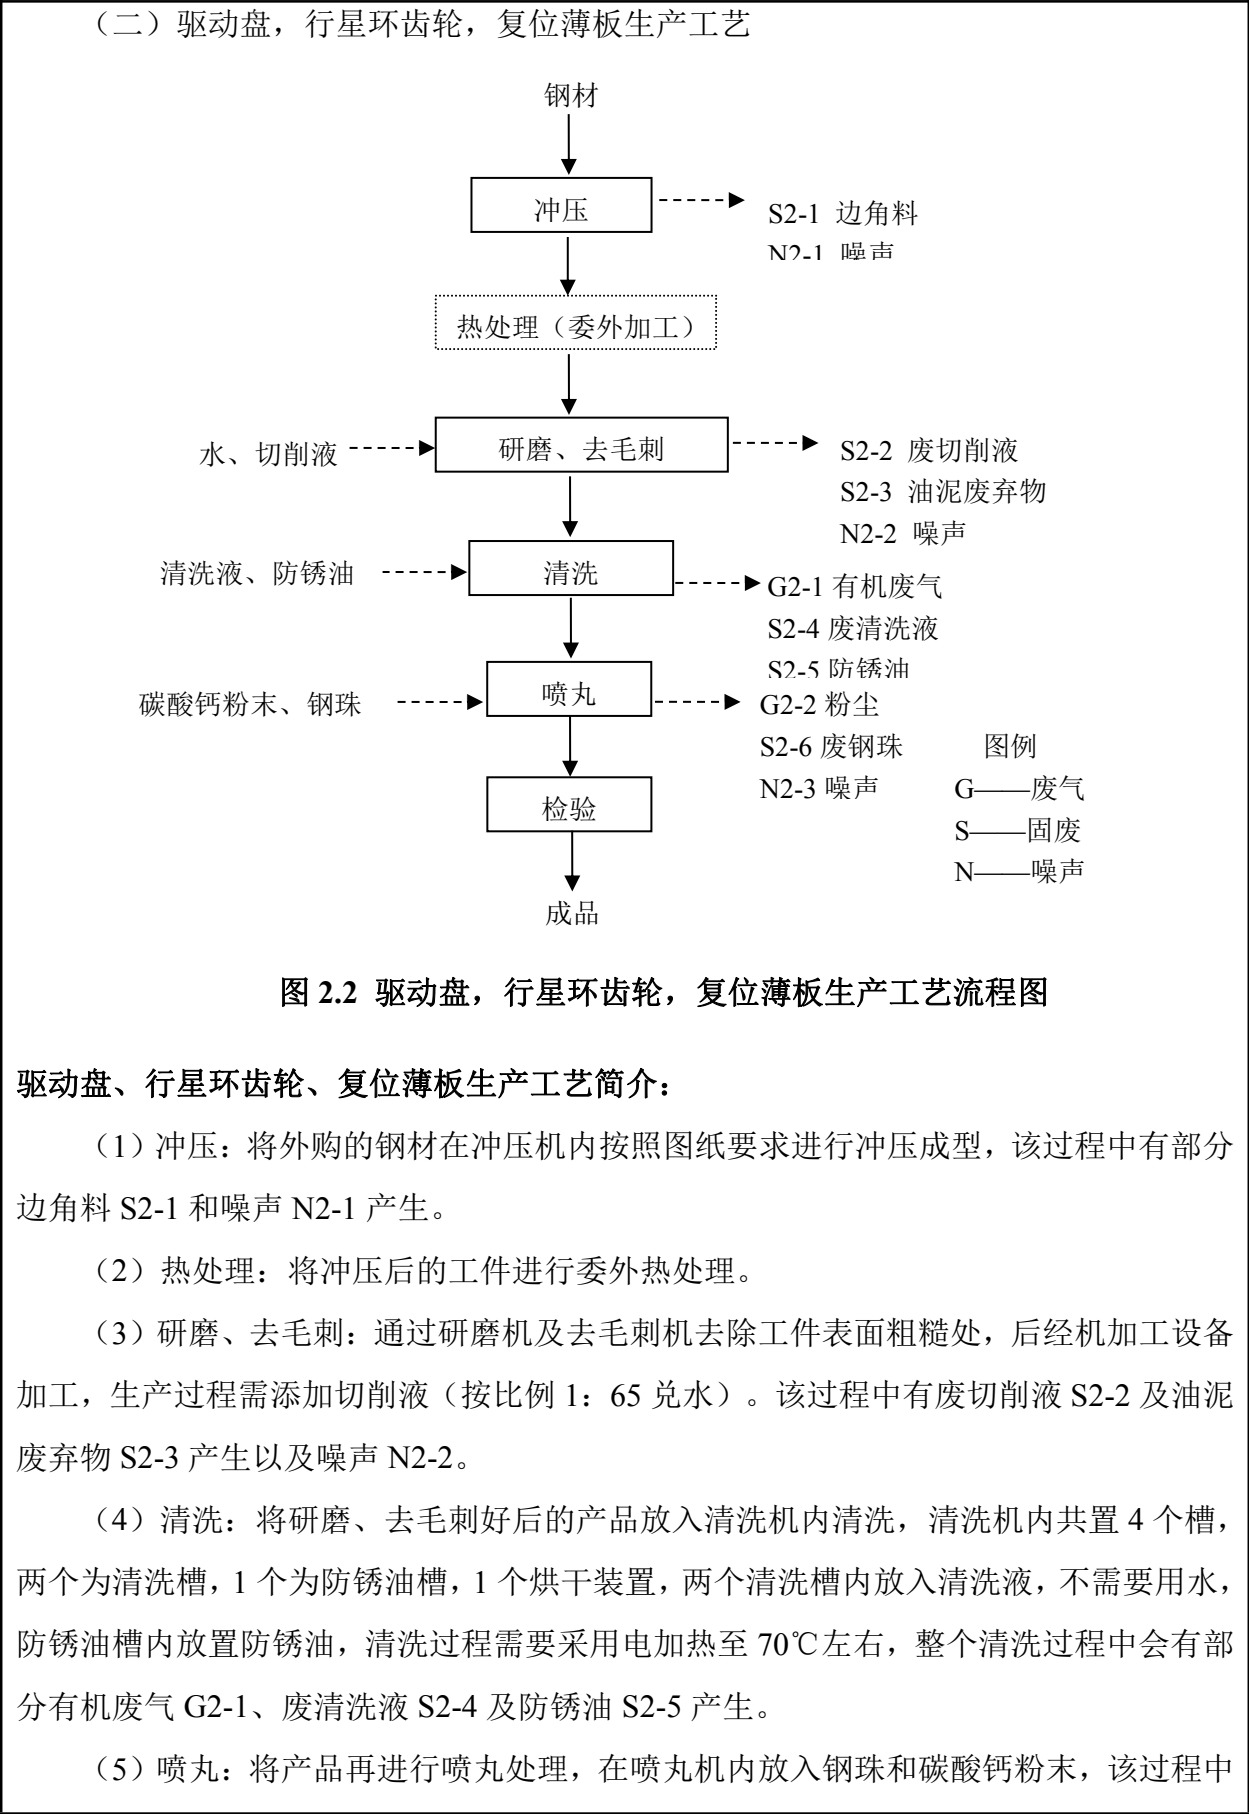 （二）驱动盘，行星环齿轮，复位薄板生产工艺
钢材
冲压
S2-1 边角料
N2-1 噪声
热处理（委外加工）
水、切削液
研磨、去毛刺
S2-2 废切削液
S2-3 油泥废弃物
N2-2 噪声
清洗液、防锈油
清洗
G2-1 有机废气
S2-4 废清洗液
S2-5 防锈油
碳酸钙粉末、钢珠
喷丸
G2-2 粉尘
S2-6 废钢珠
N2-3 噪声
图例
G——废气
S——固废
N——噪声
检验
成品
图 2.2 驱动盘，行星环齿轮，复位薄板生产工艺流程图
驱动盘、行星环齿轮、复位薄板生产工艺简介：
（1）冲压：将外购的钢材在冲压机内按照图纸要求进行冲压成型，该过程中有部分
边角料 S2-1 和噪声 N2-1 产生。
（2）热处理：将冲压后的工件进行委外热处理。
（3）研磨、去毛刺：通过研磨机及去毛刺机去除工件表面粗糙处，后经机加工设备
加工，生产过程需添加切削液（按比例 1：65 兑水）。该过程中有废切削液 S2-2 及油泥
废弃物 S2-3 产生以及噪声 N2-2。
（4）清洗：将研磨、去毛刺好后的产品放入清洗机内清洗，清洗机内共置 4 个槽，
两个为清洗槽，1 个为防锈油槽，1 个烘干装置，两个清洗槽内放入清洗液，不需要用水，
防锈油槽内放置防锈油，清洗过程需要采用电加热至 70℃左右，整个清洗过程中会有部
分有机废气 G2-1、废清洗液 S2-4 及防锈油 S2-5 产生。
（5）喷丸：将产品再进行喷丸处理，在喷丸机内放入钢珠和碳酸钙粉末，该过程中